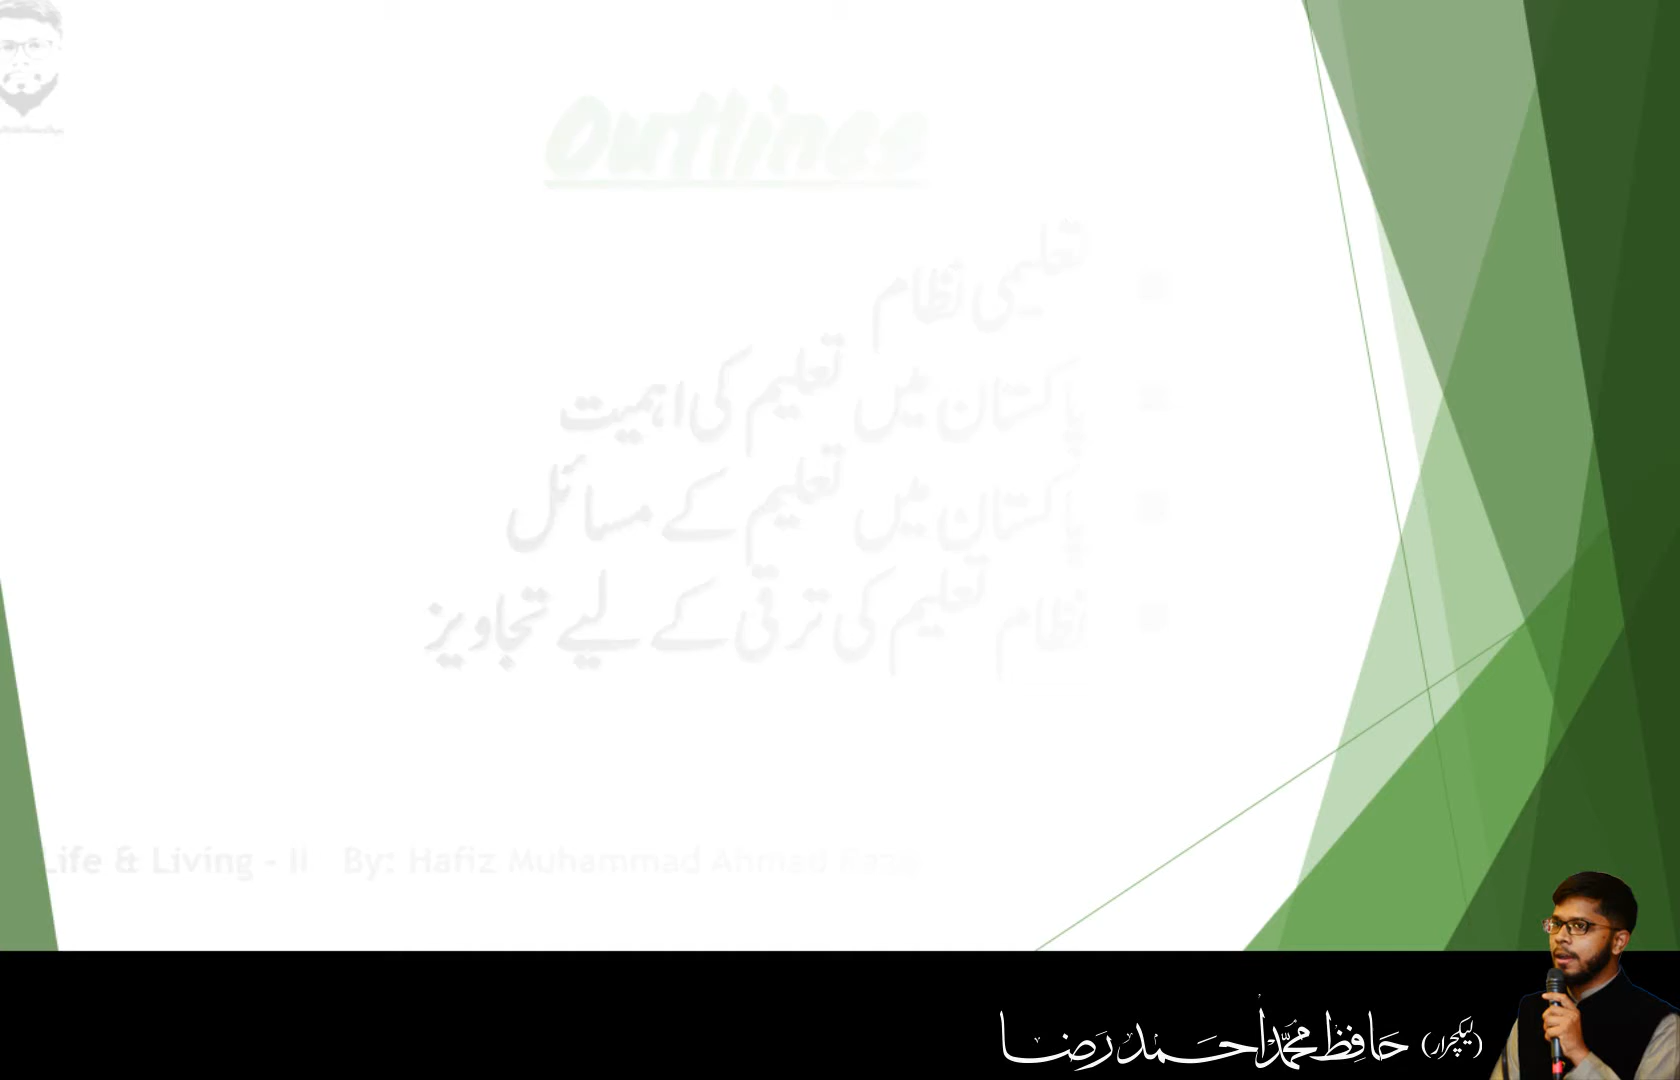 Outlines
تعلیمی نظام
پاکستان میں تعلیم کی اہمیت
پاکستان میں تعلیم کے مسائل
نظام تعلیم کی ترقی کے لیے تجاویز
Life & Living - II By: Hafiz Muhammad Ahmad Raza
حافظ محمد احمد رضا (لیکچرار)